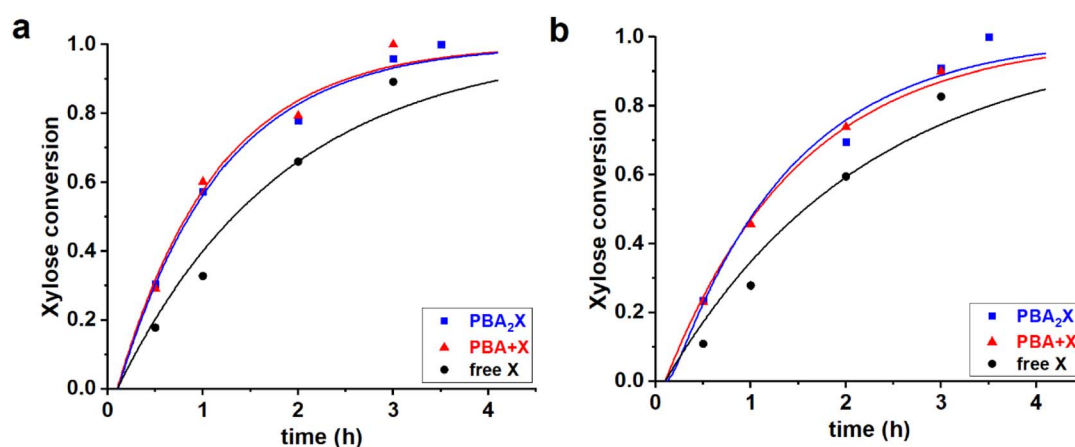 a
Xylose conversion
1.0
0.8
0.6
0.4
0.2
0.0
0 1 2 3 4
time (h)
PBA₂X
PBA+X
free X
b
Xylose conversion
1.0
0.8
0.6
0.4
0.2
0.0
0 1 2 3 4
time (h)
PBA₂X
PBA+X
free X